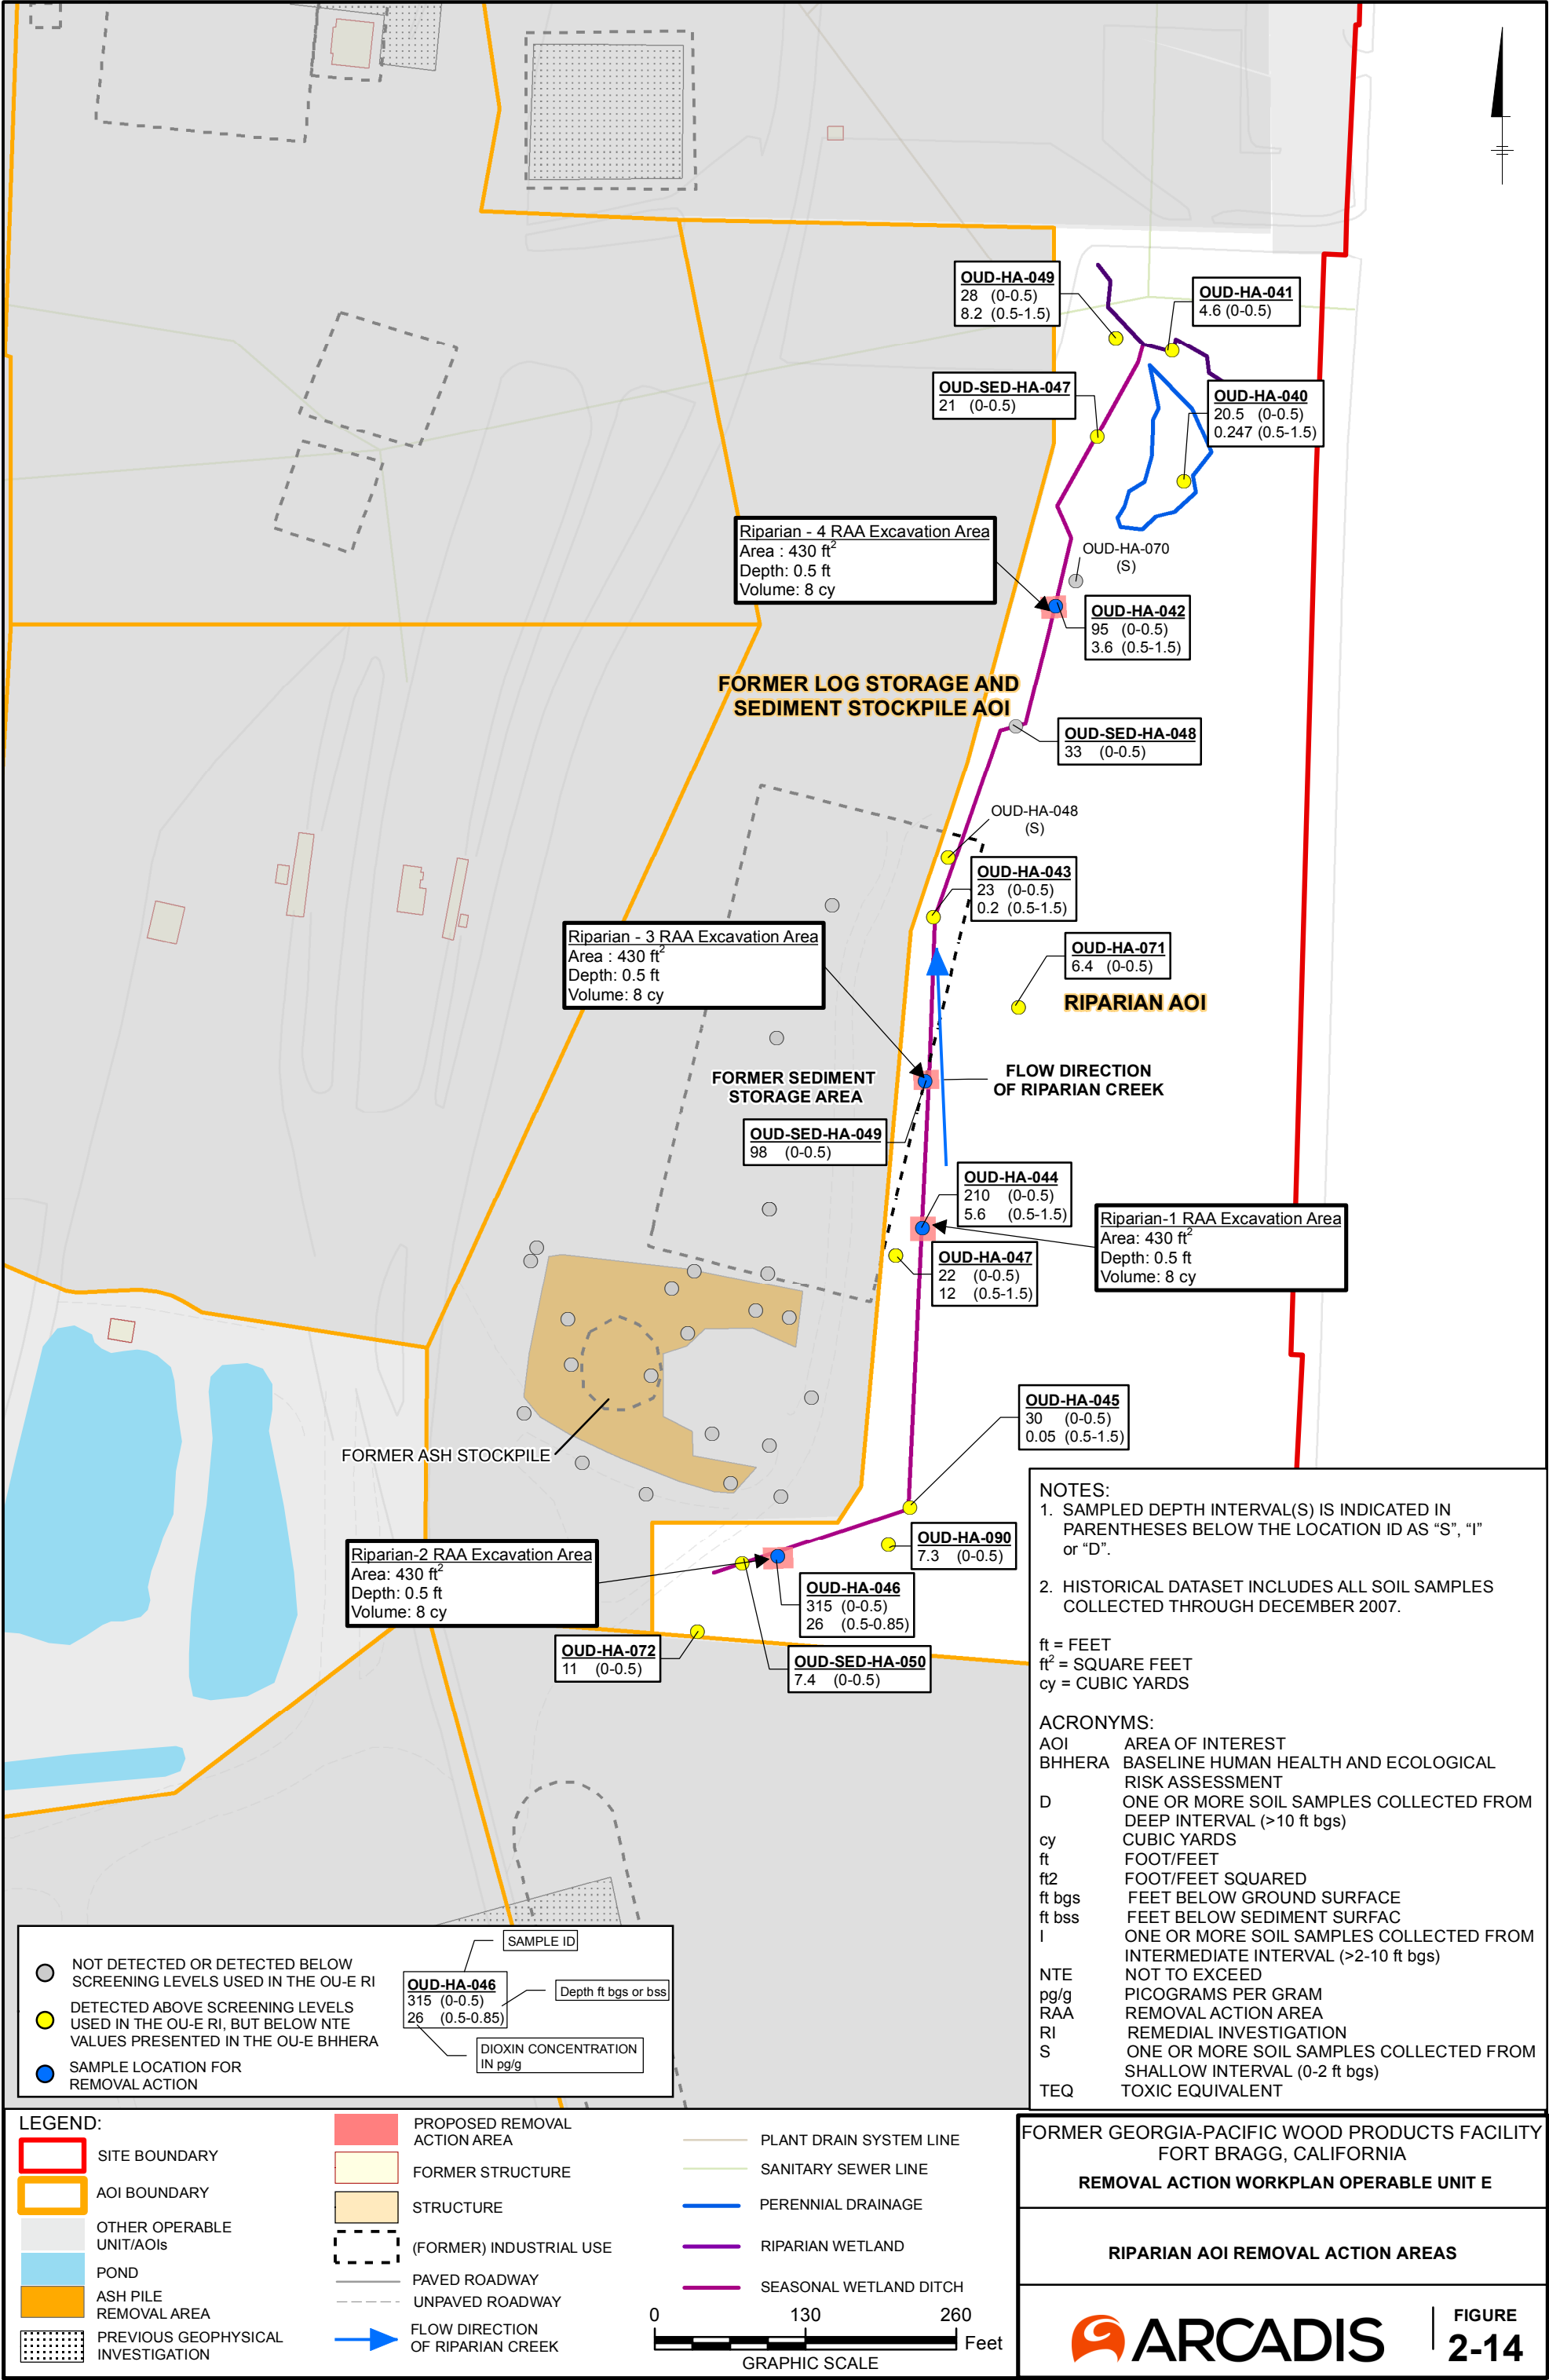 OUD-HA-049
28 (0-0.5)
8.2 (0.5-1.5)
OUD-HA-041
4.6 (0-0.5)
OUD-SED-HA-047
21 (0-0.5)
OUD-HA-040
20.5 (0-0.5)
0.247 (0.5-1.5)
Riparian - 4 RAA Excavation Area
Area : 430 ft²
Depth: 0.5 ft
Volume: 8 cy
OUD-HA-070
(S)
OUD-HA-042
95 (0-0.5)
3.6 (0.5-1.5)
FORMER LOG STORAGE AND
SEDIMENT STOCKPILE AOI
OUD-SED-HA-048
33 (0-0.5)
OUD-HA-048
(S)
OUD-HA-043
23 (0-0.5)
0.2 (0.5-1.5)
Riparian - 3 RAA Excavation Area
Area : 430 ft²
Depth: 0.5 ft
Volume: 8 cy
OUD-HA-071
6.4 (0-0.5)
RIPARIAN AOI
FORMER SEDIMENT
STORAGE AREA
FLOW DIRECTION
OF RIPARIAN CREEK
OUD-SED-HA-049
98 (0-0.5)
OUD-HA-044
210 (0-0.5)
5.6 (0.5-1.5)
Riparian-1 RAA Excavation Area
Area: 430 ft²
Depth: 0.5 ft
Volume: 8 cy
OUD-HA-047
22 (0-0.5)
12 (0.5-1.5)
OUD-HA-045
30 (0-0.5)
0.05 (0.5-1.5)
FORMER ASH STOCKPILE
OUD-HA-090
7.3 (0-0.5)
Riparian-2 RAA Excavation Area
Area: 430 ft²
Depth: 0.5 ft
Volume: 8 cy
OUD-HA-046
315 (0-0.5)
26 (0.5-0.85)
OUD-HA-072
11 (0-0.5)
OUD-SED-HA-050
7.4 (0-0.5)
NOTES:
1. SAMPLED DEPTH INTERVAL(S) IS INDICATED IN
PARENTHESES BELOW THE LOCATION ID AS “S”, “I”
or “D”.
2. HISTORICAL DATASET INCLUDES ALL SOIL SAMPLES
COLLECTED THROUGH DECEMBER 2007.
ft = FEET
ft² = SQUARE FEET
cy = CUBIC YARDS
ACRONYMS:
AOI AREA OF INTEREST
BHHERA BASELINE HUMAN HEALTH AND ECOLOGICAL
RISK ASSESSMENT
D ONE OR MORE SOIL SAMPLES COLLECTED FROM
DEEP INTERVAL (>10 ft bgs)
cy CUBIC YARDS
ft FOOT/FEET
ft2 FOOT/FEET SQUARED
ft bgs FEET BELOW GROUND SURFACE
ft bss FEET BELOW SEDIMENT SURFAC
I ONE OR MORE SOIL SAMPLES COLLECTED FROM
INTERMEDIATE INTERVAL (>2-10 ft bgs)
NTE NOT TO EXCEED
pg/g PICOGRAMS PER GRAM
RAA REMOVAL ACTION AREA
RI REMEDIAL INVESTIGATION
S ONE OR MORE SOIL SAMPLES COLLECTED FROM
SHALLOW INTERVAL (0-2 ft bgs)
TEQ TOXIC EQUIVALENT
NOT DETECTED OR DETECTED BELOW
SCREENING LEVELS USED IN THE OU-E RI
DETECTED ABOVE SCREENING LEVELS
USED IN THE OU-E RI, BUT BELOW NTE
VALUES PRESENTED IN THE OU-E BHHERA
SAMPLE LOCATION FOR
REMOVAL ACTION
SAMPLE ID
OUD-HA-046
315 (0-0.5)
26 (0.5-0.85)
Depth ft bgs or bss
DIOXIN CONCENTRATION
IN pg/g
LEGEND:
SITE BOUNDARY
AOI BOUNDARY
OTHER OPERABLE
UNIT/AOIs
POND
ASH PILE
REMOVAL AREA
PREVIOUS GEOPHYSICAL
INVESTIGATION
PROPOSED REMOVAL
ACTION AREA
FORMER STRUCTURE
STRUCTURE
(FORMER) INDUSTRIAL USE
PAVED ROADWAY
UNPAVED ROADWAY
FLOW DIRECTION
OF RIPARIAN CREEK
PLANT DRAIN SYSTEM LINE
SANITARY SEWER LINE
PERENNIAL DRAINAGE
RIPARIAN WETLAND
SEASONAL WETLAND DITCH
0 130 260
Feet
GRAPHIC SCALE
FORMER GEORGIA-PACIFIC WOOD PRODUCTS FACILITY
FORT BRAGG, CALIFORNIA
REMOVAL ACTION WORKPLAN OPERABLE UNIT E
RIPARIAN AOI REMOVAL ACTION AREAS
ARCADIS
FIGURE
2-14